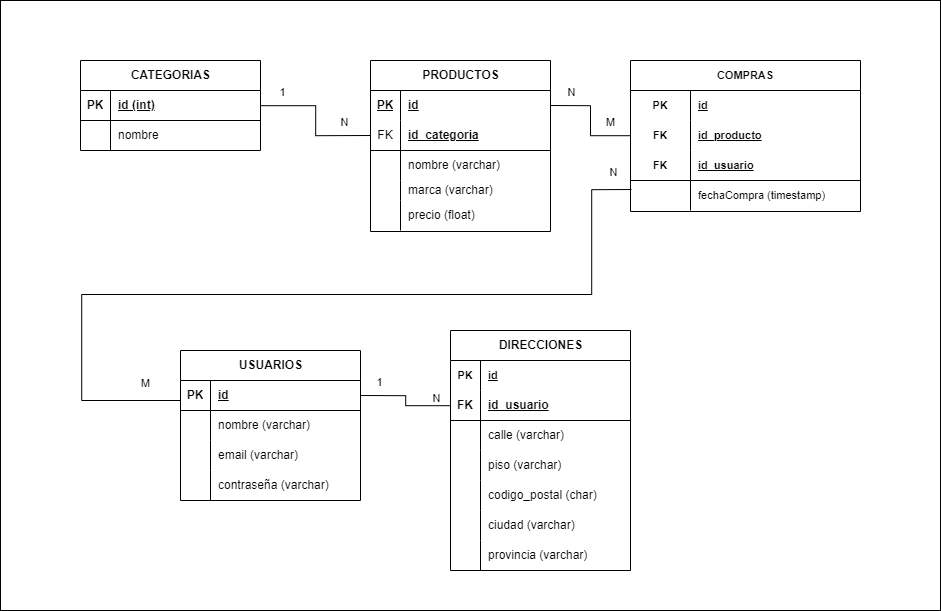 CATEGORIAS
PK id (int)
nombre
1
N
PRODUCTOS
PK id
FK id_categoria
nombre (varchar)
marca (varchar)
precio (float)
N
M
COMPRAS
PK id
FK id_producto
FK id_usuario
fechaCompra (timestamp)
N
M
USUARIOS
PK id
nombre (varchar)
email (varchar)
contraseña (varchar)
1
N
DIRECCIONES
PK id
FK id_usuario
calle (varchar)
piso (varchar)
codigo_postal (char)
ciudad (varchar)
provincia (varchar)